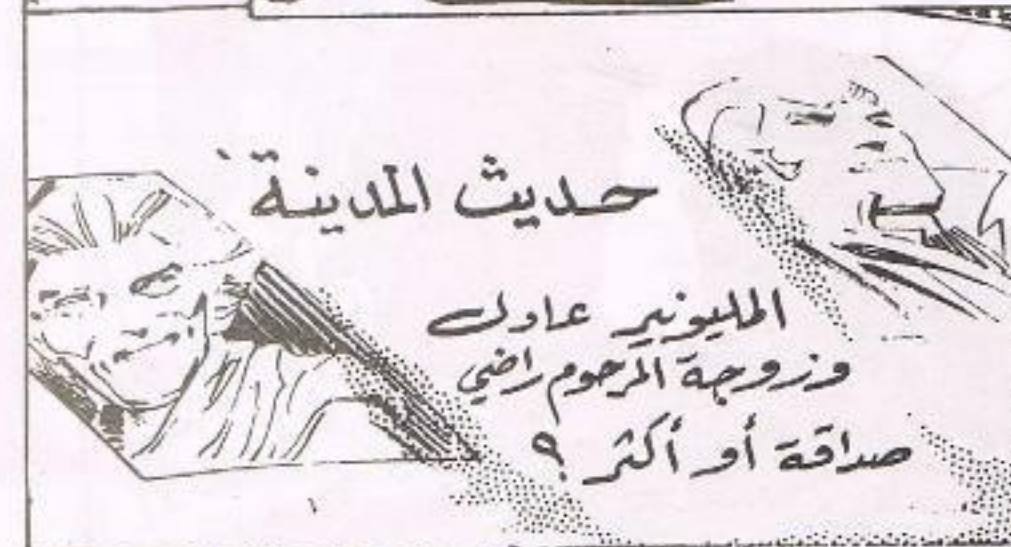 حديث المدينة
المليونير عادل
وزوجة المرحوم راضي
صداقة أو أكثر ؟